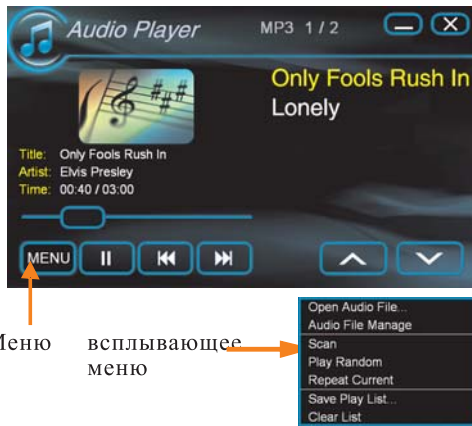 Audio Player
MP3 1 / 2
Only Fools Rush In
Lonely
Title: Only Fools Rush In
Artist: Elvis Presley
Time: 00:40 / 03:00
MENU
Меню
всплывающее
меню
Open Audio File...
Audio File Manage
Scan
Play Random
Repeat Current
Save Play List...
Clear List